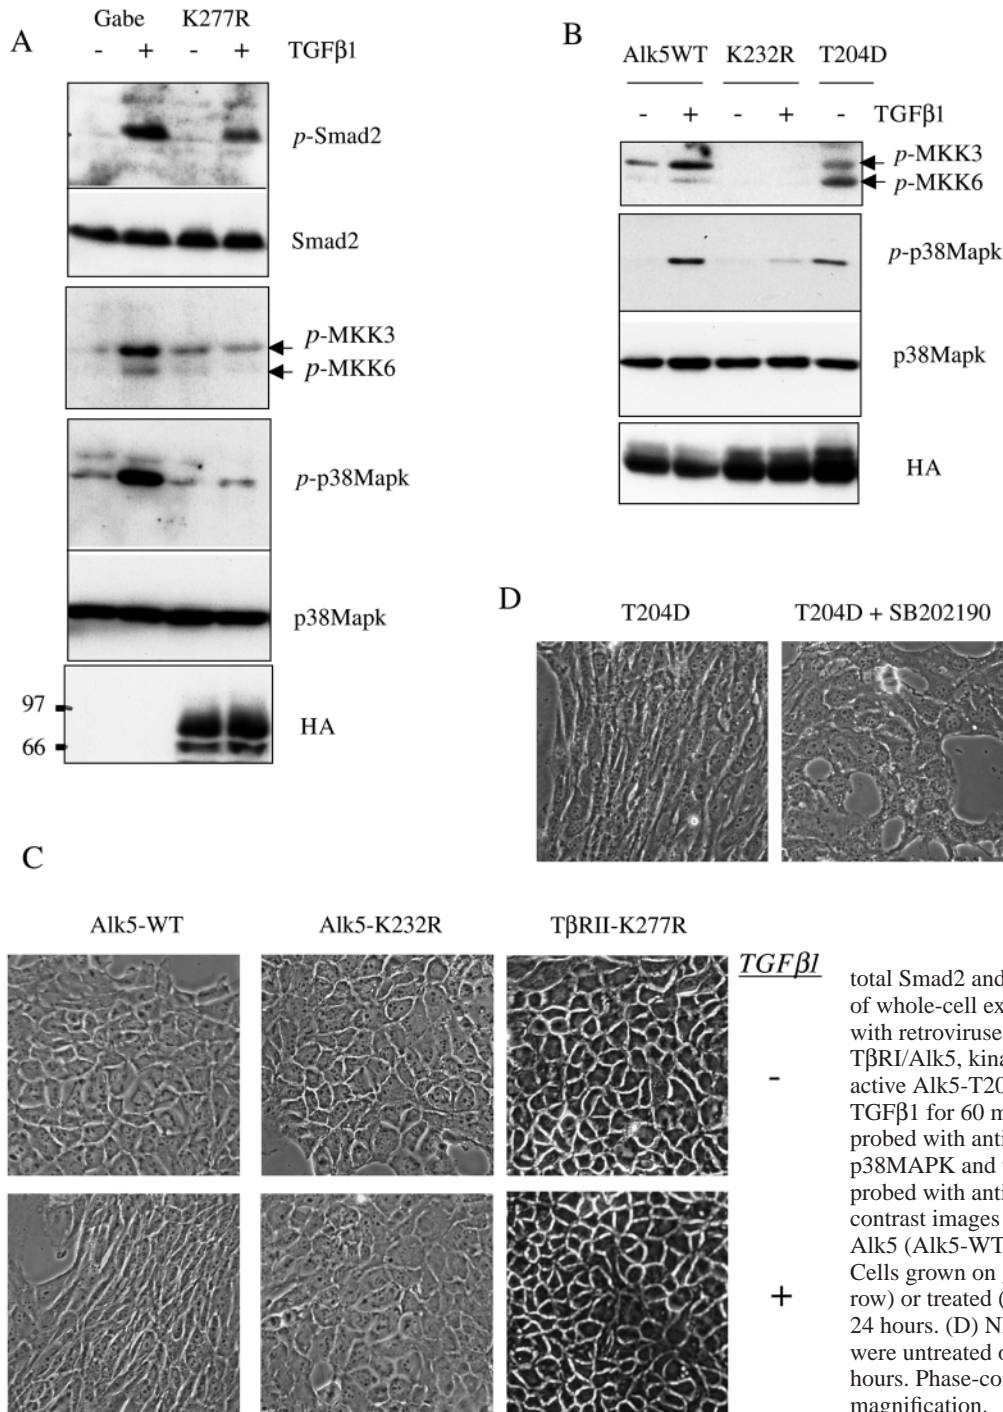 A
Gabe K277R
- + - + TGFβ1
p-Smad2
Smad2
p-MKK3
p-MKK6
p-p38Mapk
p38Mapk
97
66
HA
B
Alk5WT K232R T204D
- + - + - TGFβ1
p-MKK3
p-MKK6
p-p38Mapk
p38Mapk
HA
D
T204D T204D + SB202190
C
Alk5-WT Alk5-K232R TβRII-K277R
TGFβ1
-
+
total Smad2 and
of whole-cell ex
with retroviruse
TβRI/Alk5, kina
active Alk5-T20
TGFβ1 for 60 m
probed with anti
p38MAPK and
probed with anti
contrast images
Alk5 (Alk5-WT
Cells grown on
row) or treated (
24 hours. (D) N
were untreated o
hours. Phase-co
magnification.